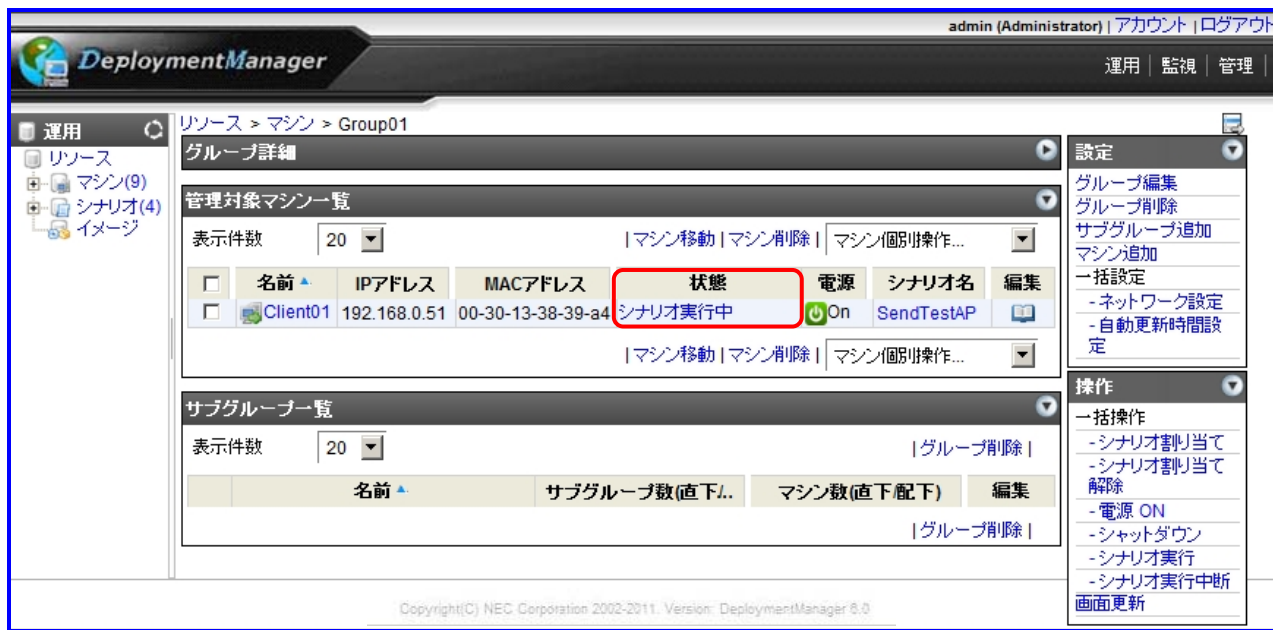 admin (Administrator) | アカウント | ログアウト
DeploymentManager
運用 | 監視 | 管理 |
運用
リソース
マシン(9)
シナリオ(4)
イメージ
リソース > マシン > Group01
グループ詳細
管理対象マシン一覧
表示件数 20 | マシン移動 | マシン削除 | マシン個別操作...
名前 IPアドレス MACアドレス 状態 電源 シナリオ名 編集
Client01 192.168.0.51 00-30-13-38-39-a4 シナリオ実行中 On SendTestAP
| マシン移動 | マシン削除 | マシン個別操作...
サブグループ一覧
表示件数 20 | グループ削除 |
名前 サブグループ数(直下/.. マシン数(直下/配下) 編集
| グループ削除 |
設定
グループ編集
グループ削除
サブグループ追加
マシン追加
一括設定
- ネットワーク設定
- 自動更新時間設
定
操作
一括操作
- シナリオ割り当て
- シナリオ割り当て
解除
- 電源 ON
- シャットダウン
- シナリオ実行
- シナリオ実行中断
画面更新
Copyright(C) NEC Corporation 2002-2011. Version: DeploymentManager 6.0